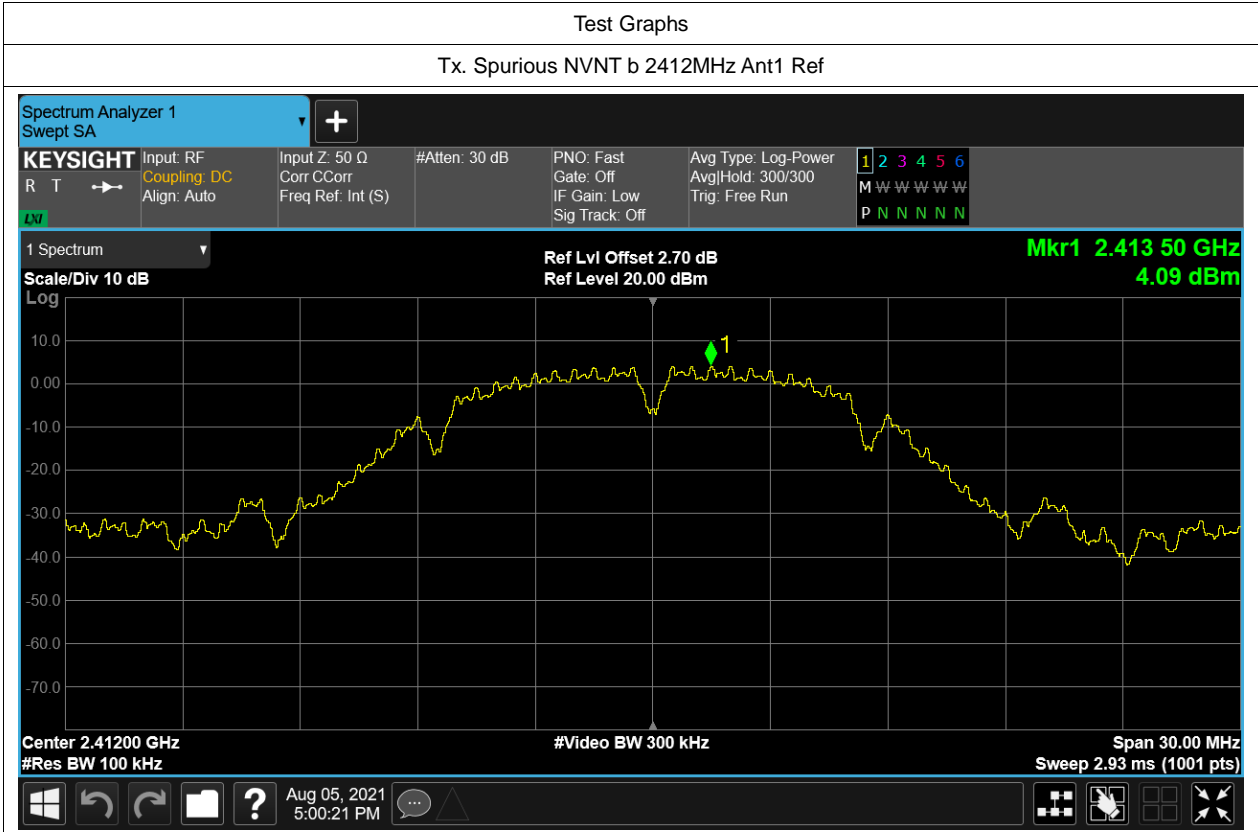 Test Graphs
Tx. Spurious NVNT b 2412MHz Ant1 Ref
Spectrum Analyzer 1
Swept SA
KEYSIGHT
R T
LXI
Input: RF
Coupling: DC
Align: Auto
Input Z: 50 Ω
Corr CCorr
Freq Ref: Int (S)
#Atten: 30 dB
PNO: Fast
Gate: Off
IF Gain: Low
Sig Track: Off
Avg Type: Log-Power
Avg|Hold: 300/300
Trig: Free Run
1 2 3 4 5 6
M W W W W W
P N N N N N
1 Spectrum
Scale/Div 10 dB
Ref Lvl Offset 2.70 dB
Ref Level 20.00 dBm
Mkr1 2.413 50 GHz
4.09 dBm
Log
1
10.0
0.00
-10.0
-20.0
-30.0
-40.0
-50.0
-60.0
-70.0
Center 2.41200 GHz
#Res BW 100 kHz
#Video BW 300 kHz
Span 30.00 MHz
Sweep 2.93 ms (1001 pts)
?
Aug 05, 2021
5:00:21 PM